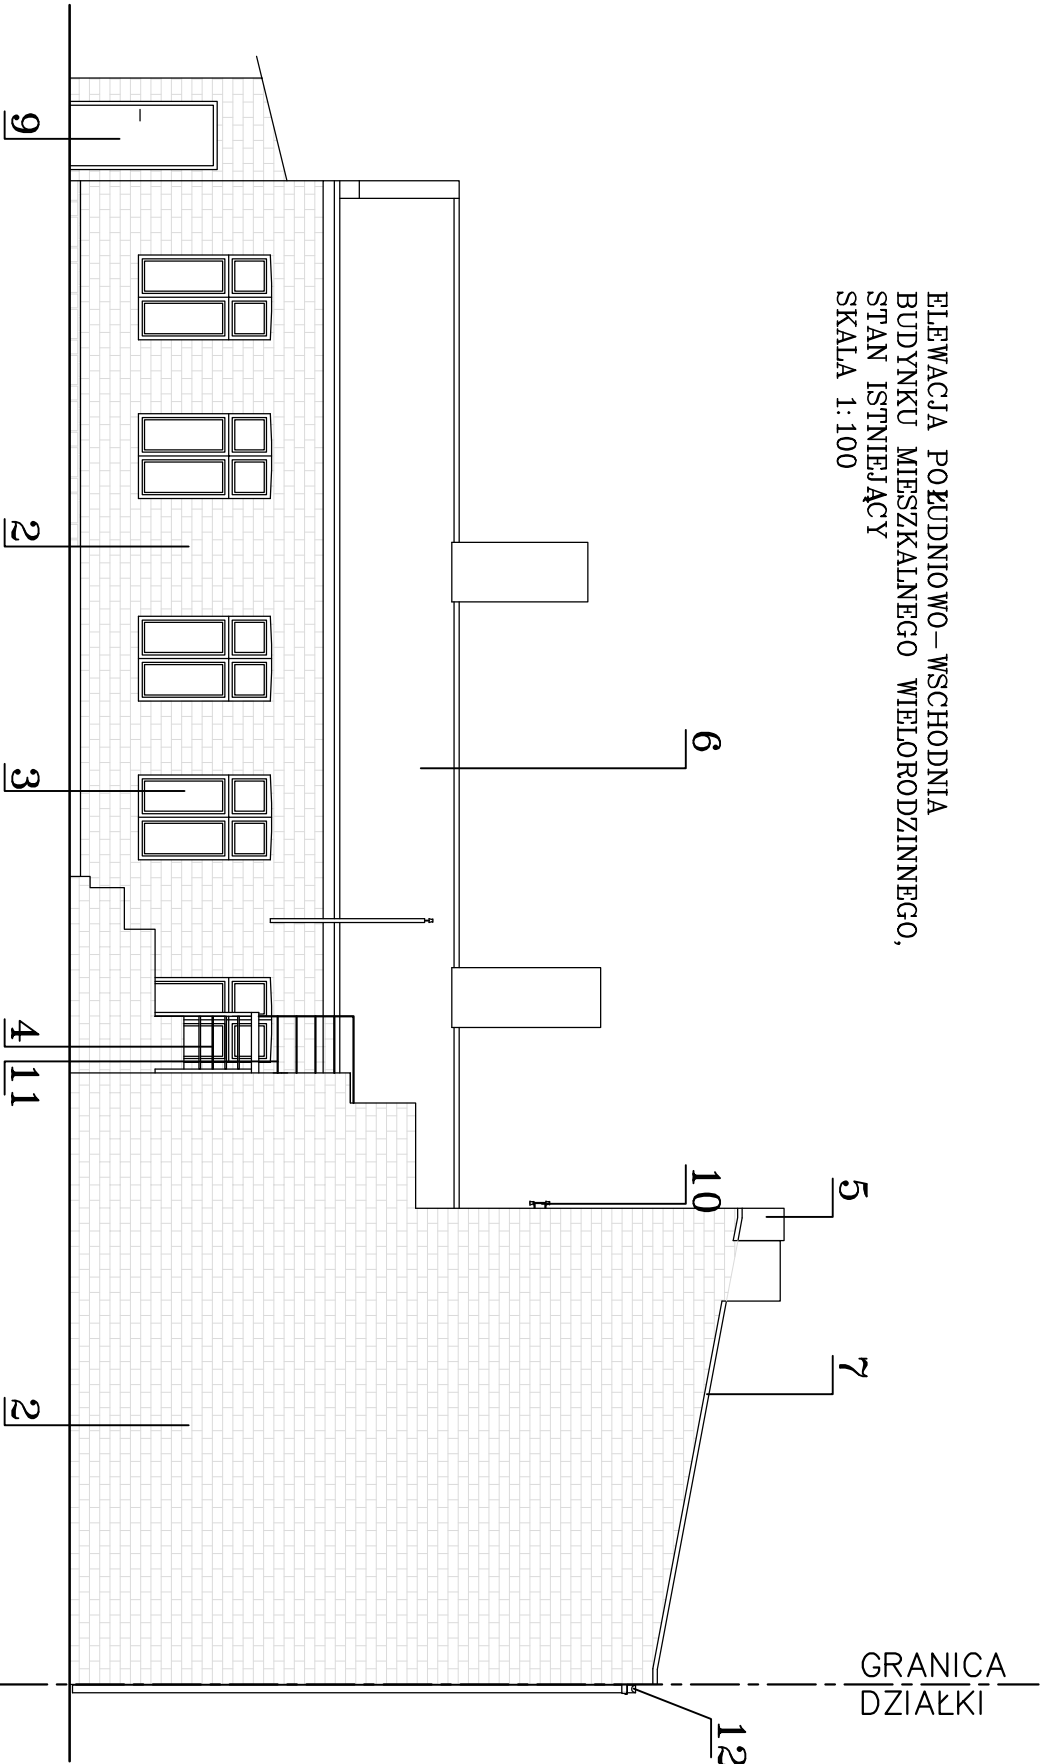 ELEWACJA POŁUDNIOWO-WSCHODNIA
BUDYNKU MIESZKALNEGO WIELORODZINNEGO,
STAN ISTNIEJĄCY
SKALA 1:100
5
7
12
10
6
9
2
3
4
11
2
GRANICA
DZIAŁKI